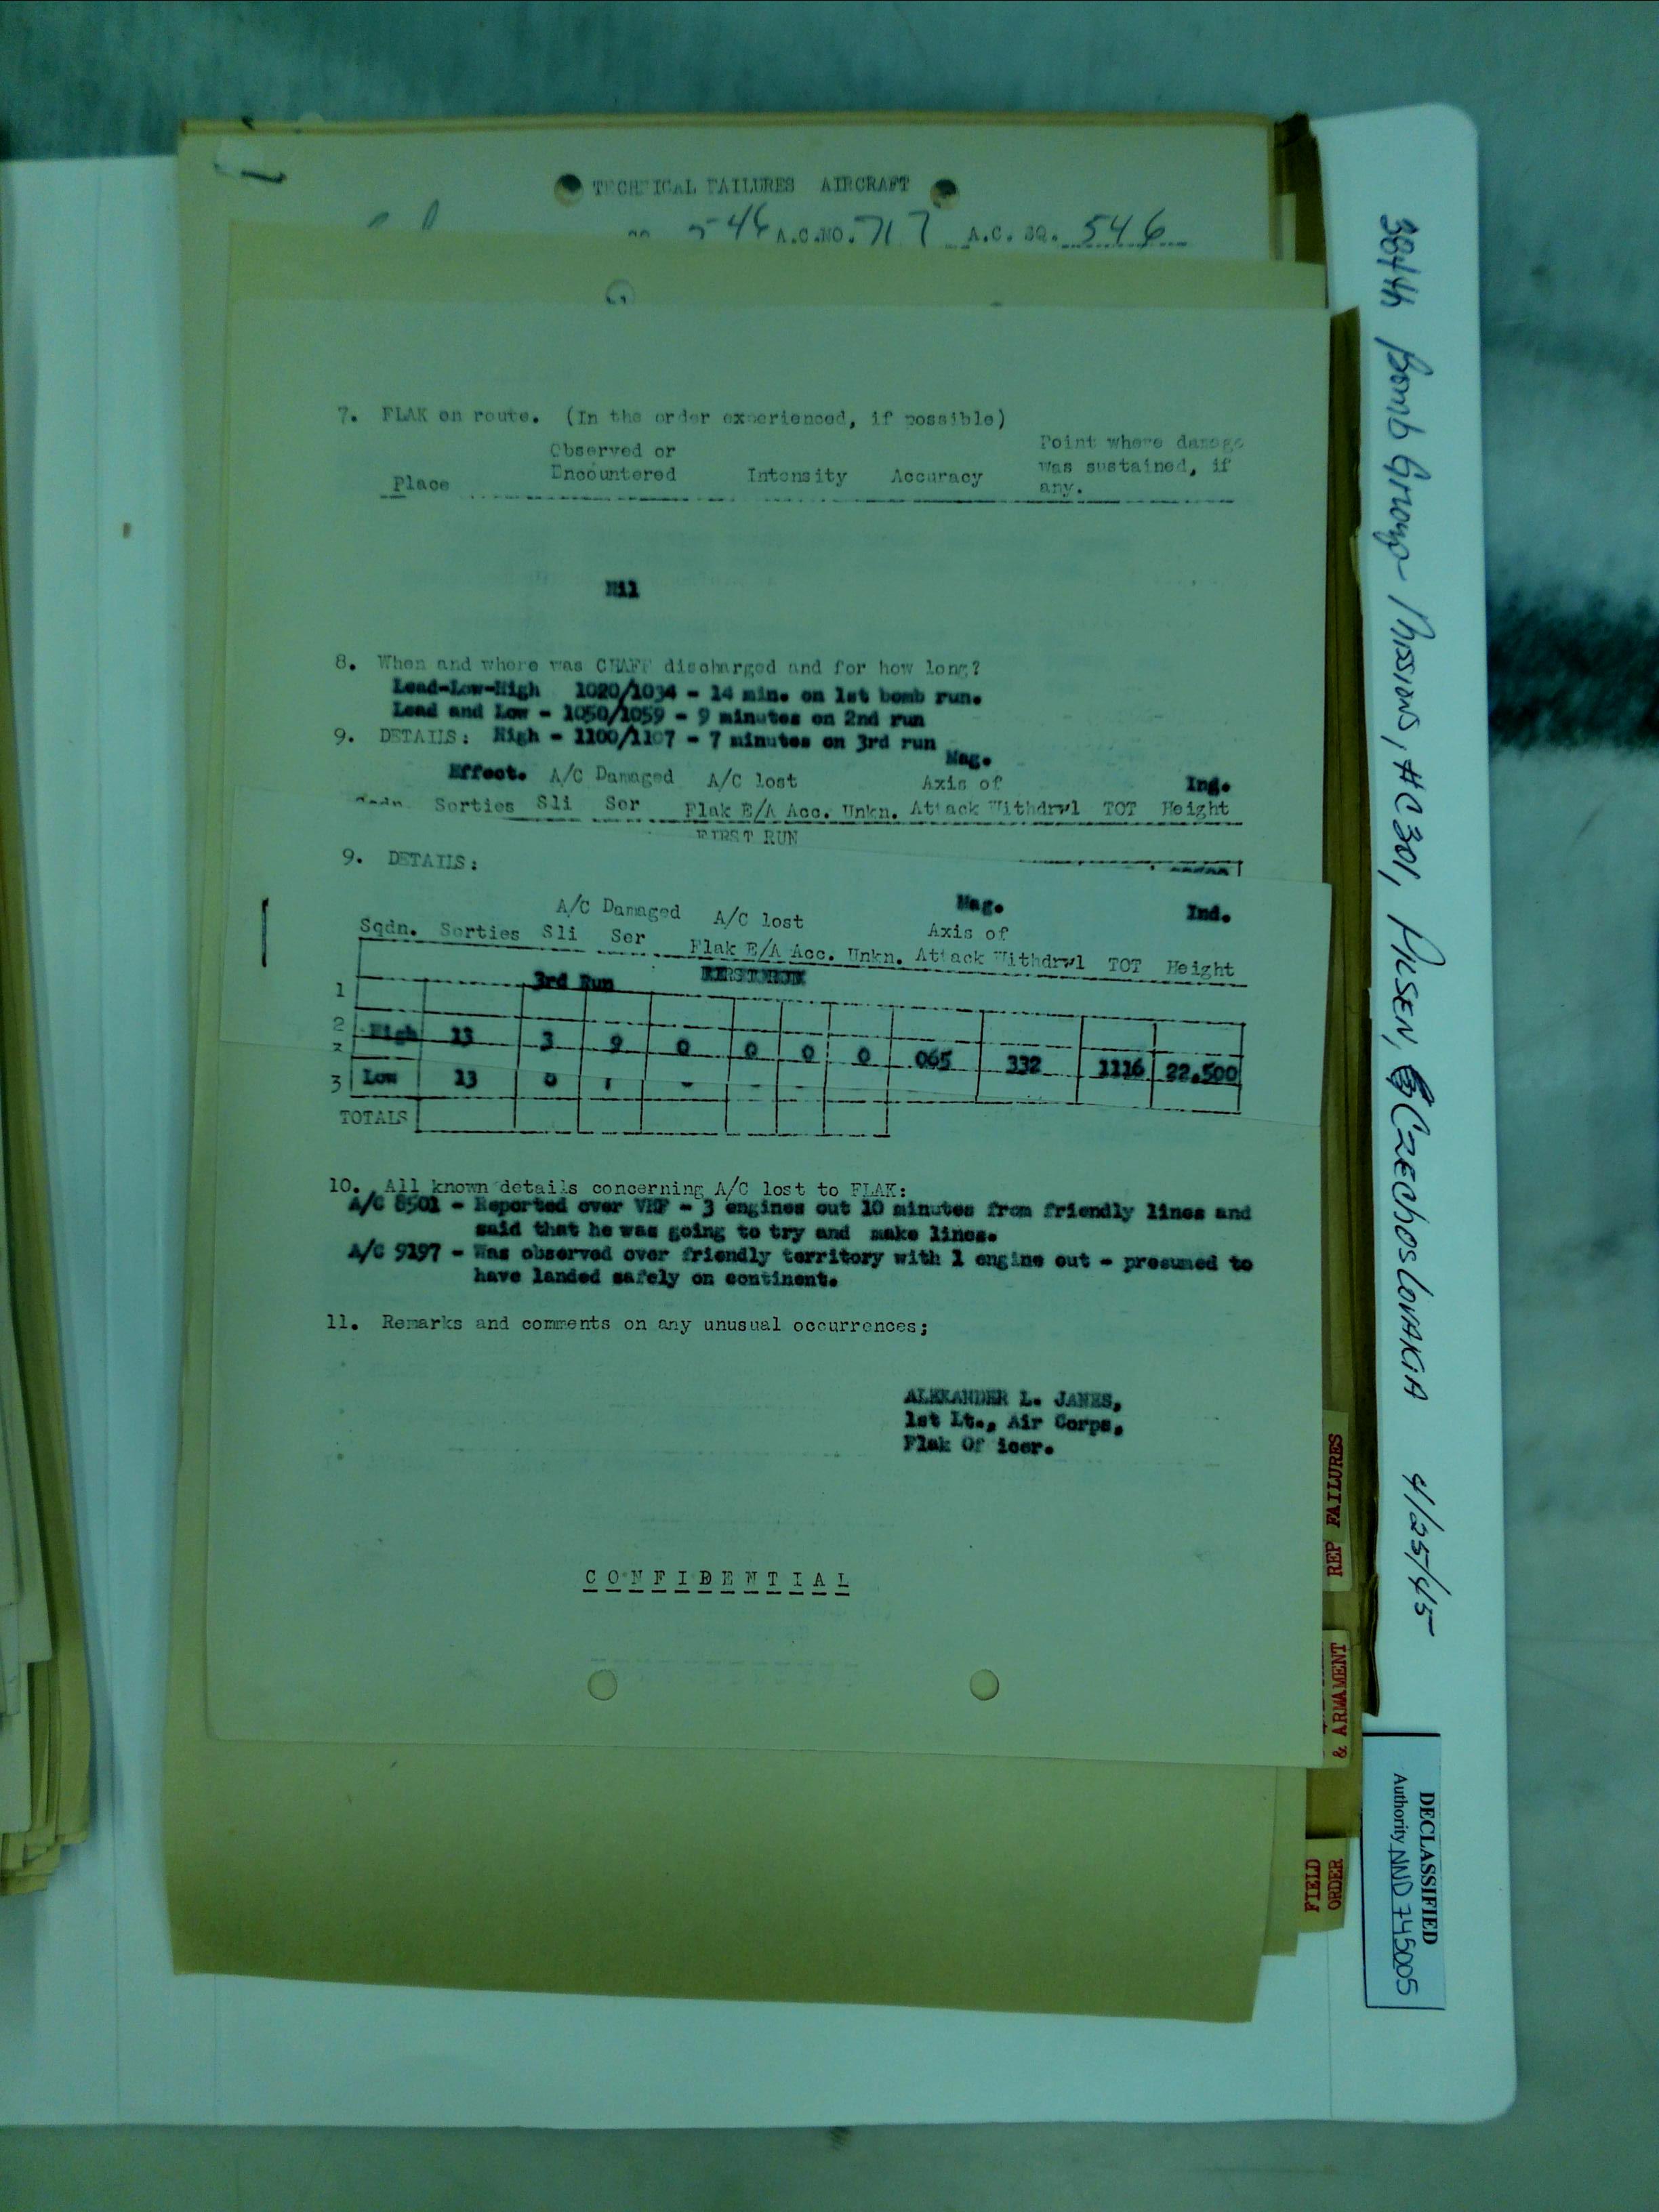 TECHNICAL FAILURES AIRCRAFT
546 A.C.NO. 717 A.C. SQ. 546
7. FLAK on route. (In the order experienced, if possible)
Place Observed or Encountered Intensity Accuracy Point where damage was sustained, if any.
Nil
8. When and where was CHAFF discharged and for how long?
Lead-Low-High 1020/1034 - 14 min. on 1st bomb run.
Lead and Low - 1050/1059 - 9 minutes on 2nd run
9. DETAILS: High - 1100/1107 - 7 minutes on 3rd run
Mag.
Effect. A/C Damaged A/C lost Axis of Ing.
Sorties Sli Ser Flak E/A Acc. Unkn. Attack Withdrwl TOT Height
FIRST RUN
9. DETAILS:
A/C Damaged A/C lost Mag. Ind.
Sqdn. Sorties Sli Ser Axis of
Flak E/A Acc. Unkn. Attack Withdrwl TOT Height
3rd Run
1
2 High 13 3 9 0 0 0 0 065 332 1116 22,500
3 Low 13
TOTALS
10. All known details concerning A/C lost to FLAK:
A/C 8501 - Reported over VHF - 3 engines out 10 minutes from friendly lines and
said that he was going to try and make lines.
A/C 9197 - Was observed over friendly territory with 1 engine out - presumed to
have landed safely on continent.
11. Remarks and comments on any unusual occurrences;
ALEXANDER L. JANES,
1st Lt., Air Corps,
Flak Of icer.
CONFIDENTIAL
384th Bomb Group Missions, #C301, PILSEN, CZECHOSLOVAKIA 4/25/45
REP FAILURES
& ARMAMENT
FIELD
ORDER
DECLASSIFIED
Authority NND 745005